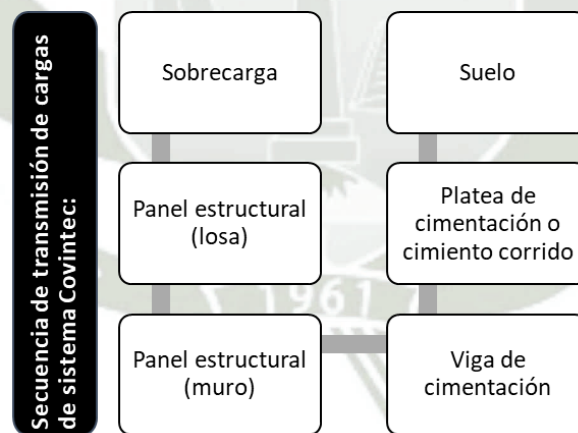 Secuencia de transmisión de cargas
de sistema Covintec:
Sobrecarga
Panel estructural
(losa)
Panel estructural
(muro)
Viga de
cimentación
Platea de
cimentación o
cimiento corrido
Suelo
1961